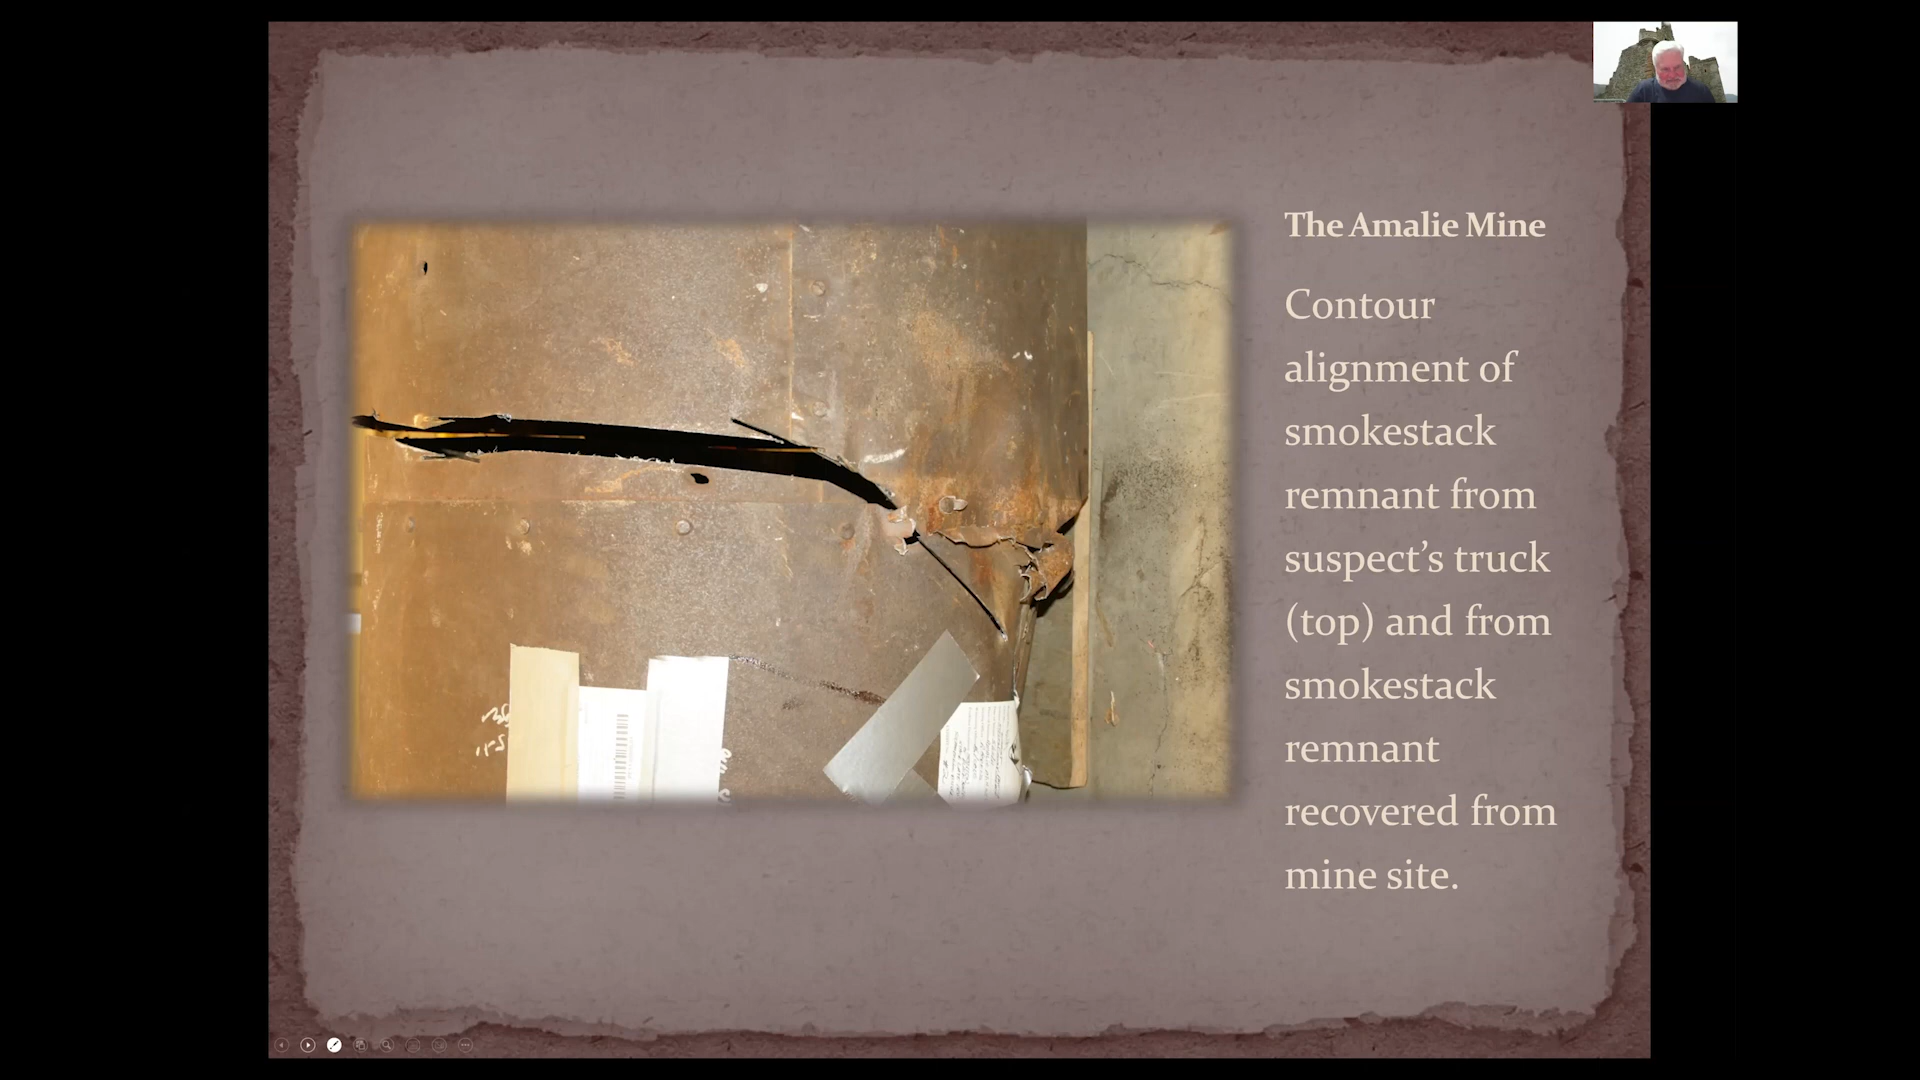 The Amalie Mine
Contour
alignment of
smokestack
remnant from
suspect's truck
(top) and from
smokestack
remnant
recovered from
mine site.